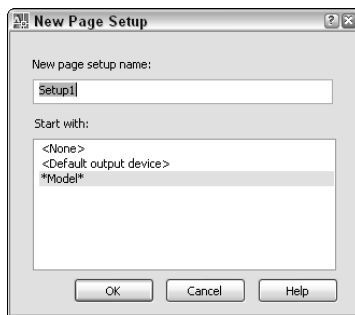 New Page Setup
New page setup name:
Setup1
Start with:
<None>
<Default output device>
*Model*
OK Cancel Help